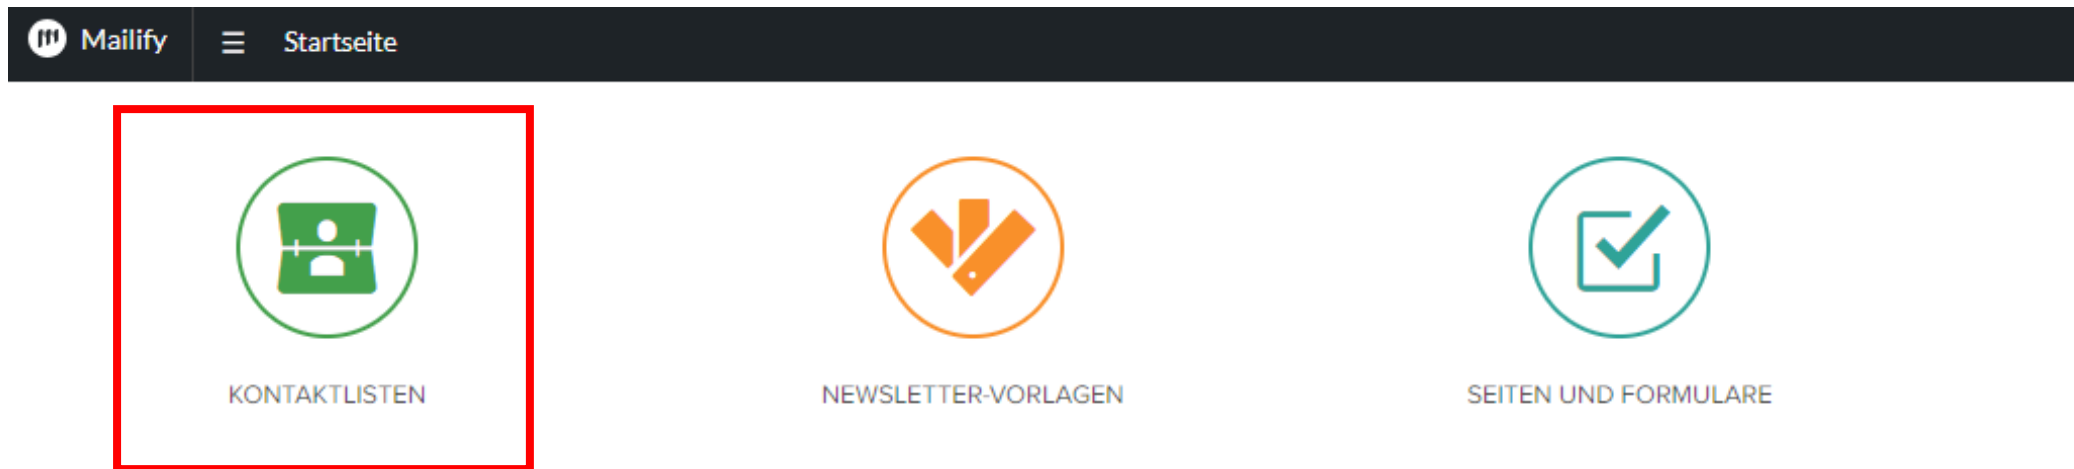 Mailify ☰ Startseite
KONTAKTLISTEN NEWSLETTER-VORLAGEN SEITEN UND FORMULARE